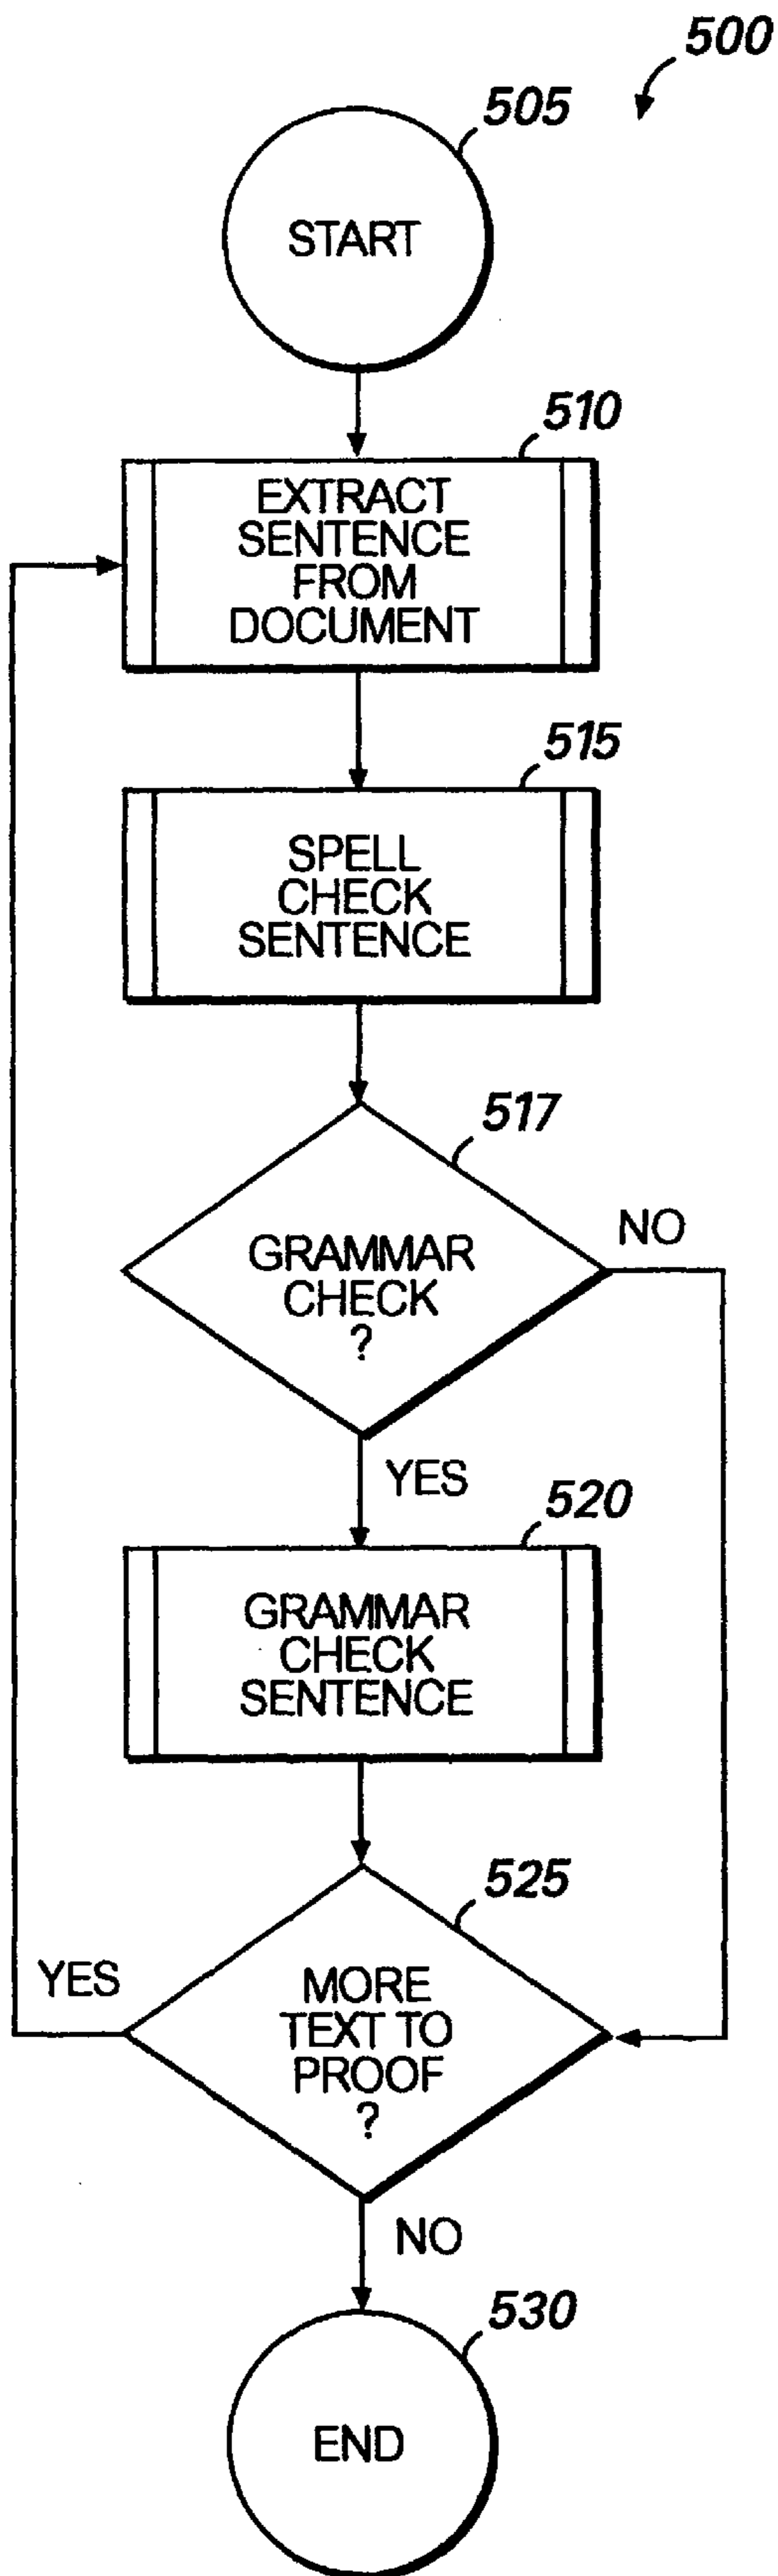 500
505
START
510
EXTRACT
SENTENCE
FROM
DOCUMENT
515
SPELL
CHECK
SENTENCE
517
NO
GRAMMAR
CHECK
?
YES
520
GRAMMAR
CHECK
SENTENCE
525
YES
MORE
TEXT TO
PROOF
?
NO
530
END